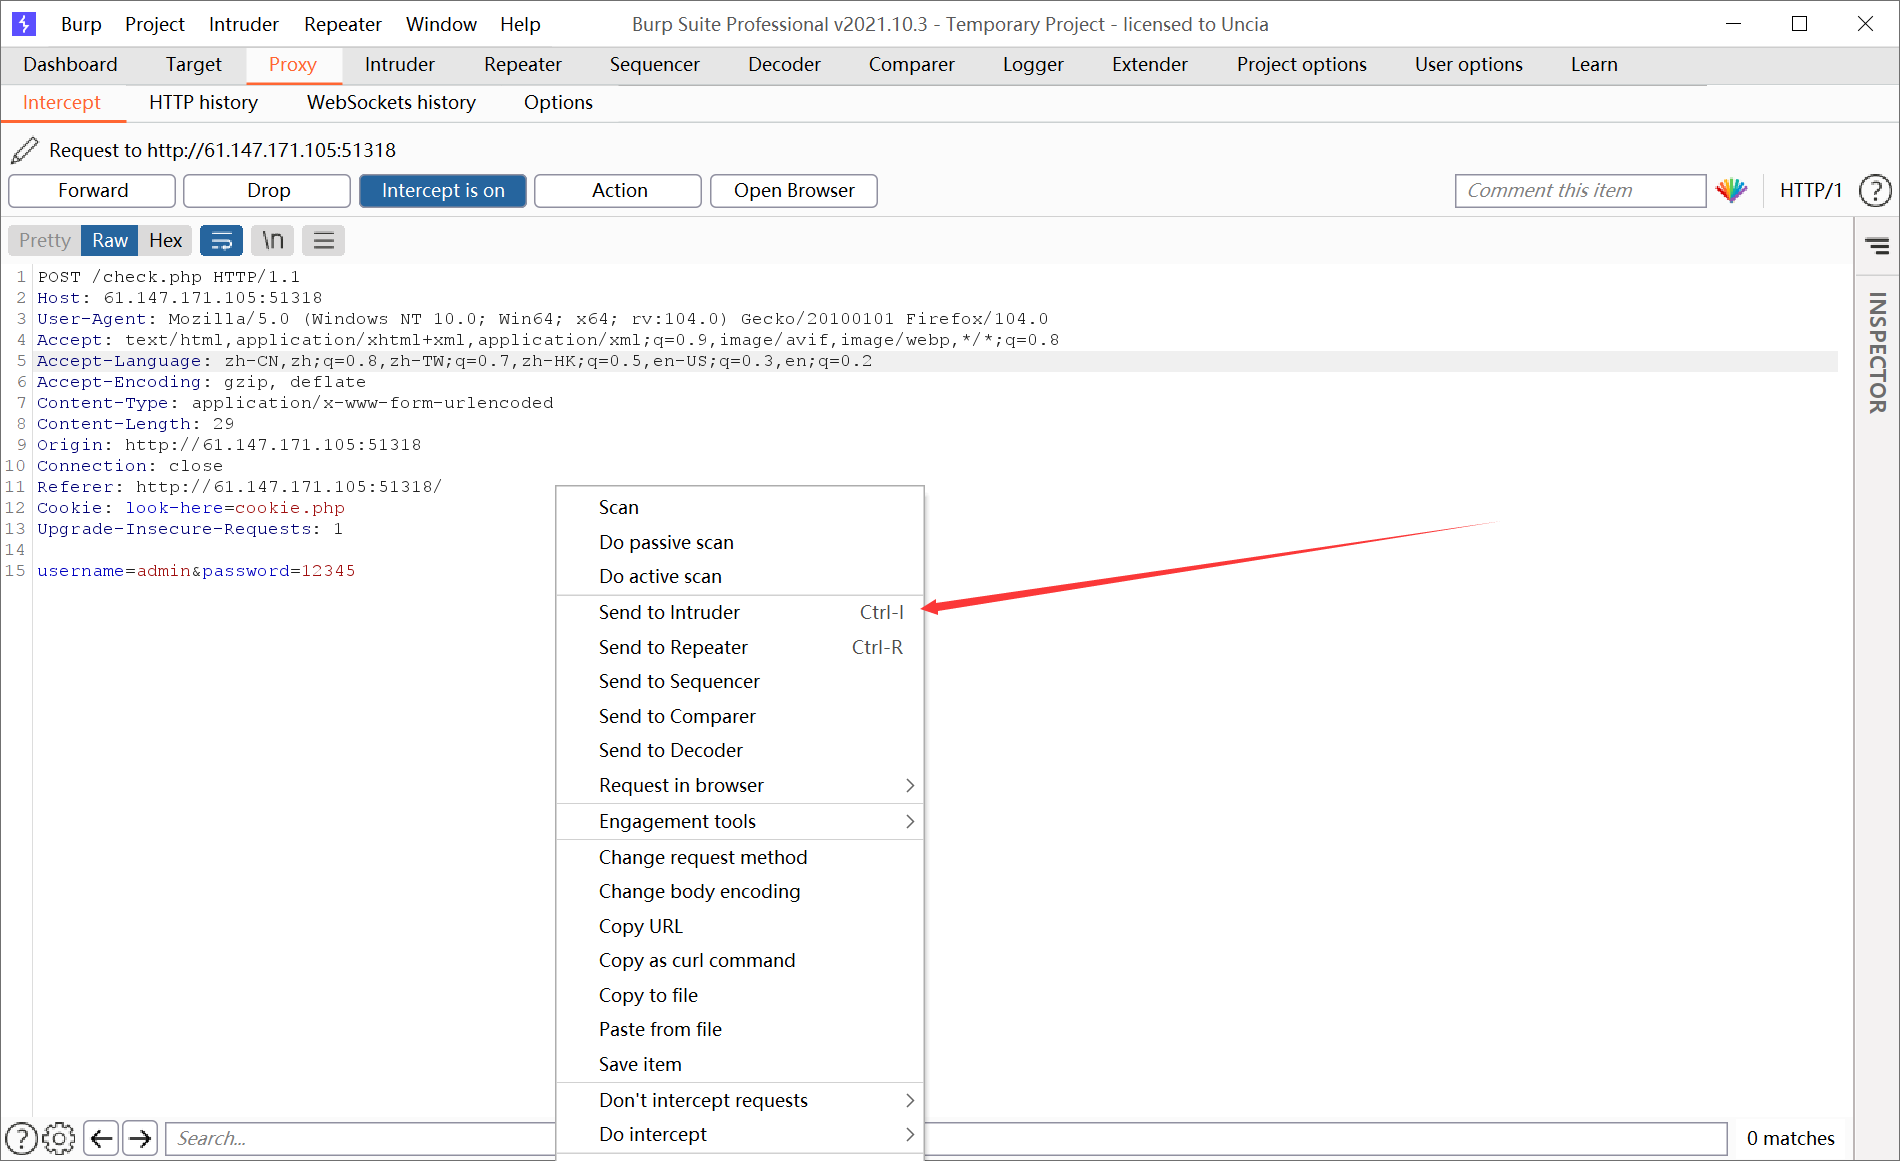 Burp Project Intruder Repeater Window Help Burp Suite Professional v2021.10.3 - Temporary Project - licensed to Uncia
Dashboard Target Proxy Intruder Repeater Sequencer Decoder Comparer Logger Extender Project options User options Learn
Intercept HTTP history WebSockets history Options
Request to http://61.147.171.105:51318
Forward Drop Intercept is on Action Open Browser Comment this item HTTP/1 ?
Pretty Raw Hex \n
1 POST /check.php HTTP/1.1
2 Host: 61.147.171.105:51318
3 User-Agent: Mozilla/5.0 (Windows NT 10.0; Win64; x64; rv:104.0) Gecko/20100101 Firefox/104.0
4 Accept: text/html,application/xhtml+xml,application/xml;q=0.9,image/avif,image/webp,*/*;q=0.8
5 Accept-Language: zh-CN,zh;q=0.8,zh-TW;q=0.7,zh-HK;q=0.5,en-US;q=0.3,en;q=0.2
6 Accept-Encoding: gzip, deflate
7 Content-Type: application/x-www-form-urlencoded
8 Content-Length: 29
9 Origin: http://61.147.171.105:51318
10 Connection: close
11 Referer: http://61.147.171.105:51318/
12 Cookie: look-here=cookie.php
13 Upgrade-Insecure-Requests: 1
14
15 username=admin&password=12345
Scan
Do passive scan
Do active scan
Send to Intruder Ctrl-I
Send to Repeater Ctrl-R
Send to Sequencer
Send to Comparer
Send to Decoder
Request in browser
Engagement tools
Change request method
Change body encoding
Copy URL
Copy as curl command
Copy to file
Paste from file
Save item
Don't intercept requests
Do intercept
INSPECTOR
? Search... 0 matches